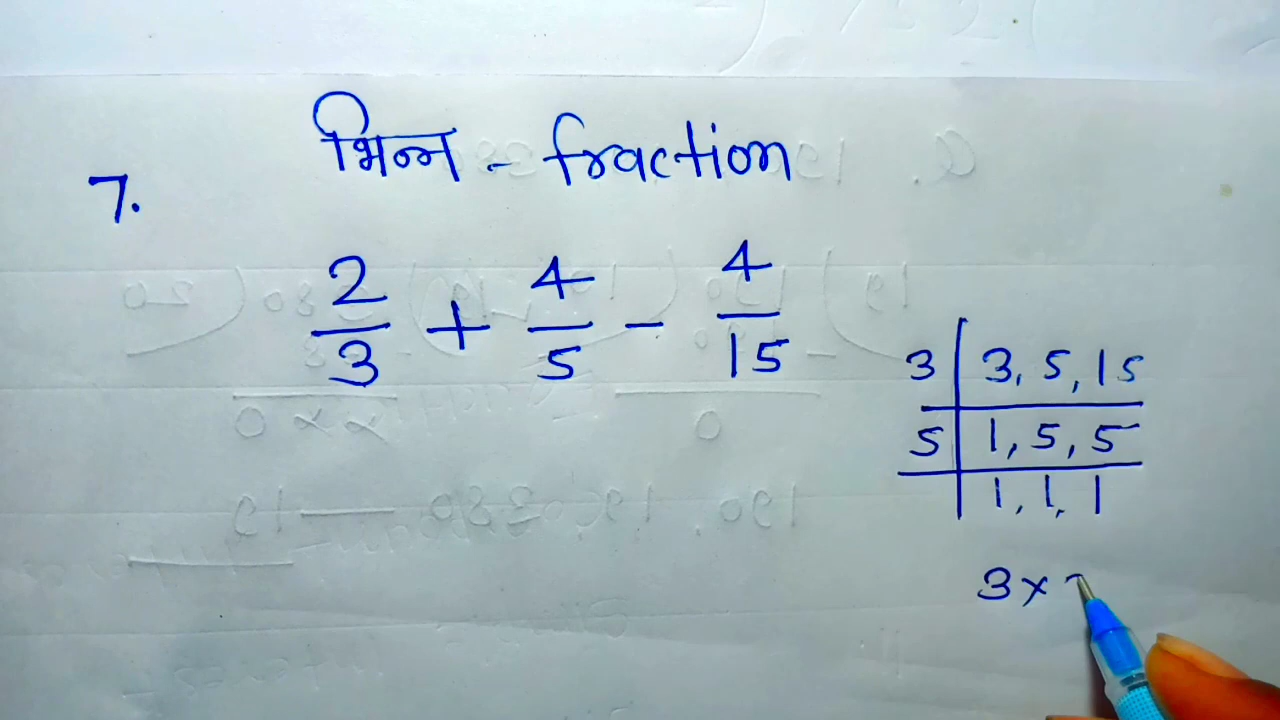 भिन्न - fraction
7.
2/3 + 4/5 - 4/15
3 | 3, 5, 15
5 | 1, 5, 5
1, 1, 1
3 ×